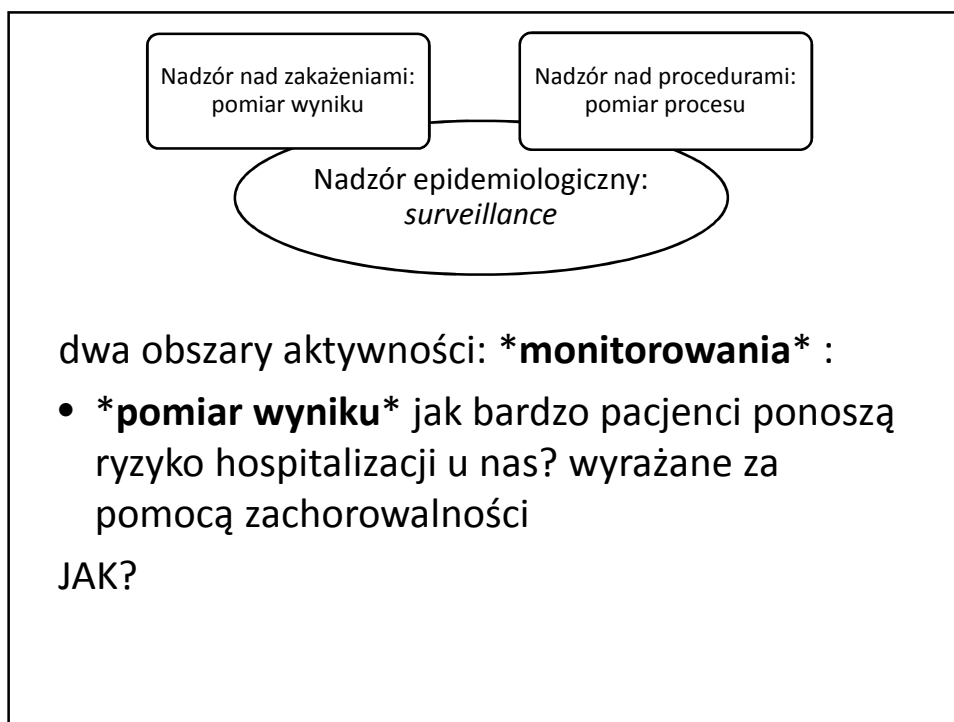 Nadzór nad zakażeniami:
pomiar wyniku
Nadzór nad procedurami:
pomiar procesu
Nadzór epidemiologiczny:
surveillance
dwa obszary aktywności: *monitorowania* :
• *pomiar wyniku* jak bardzo pacjenci ponoszą
ryzyko hospitalizacji u nas? wyrażane za
pomocą zachorowalności
JAK?